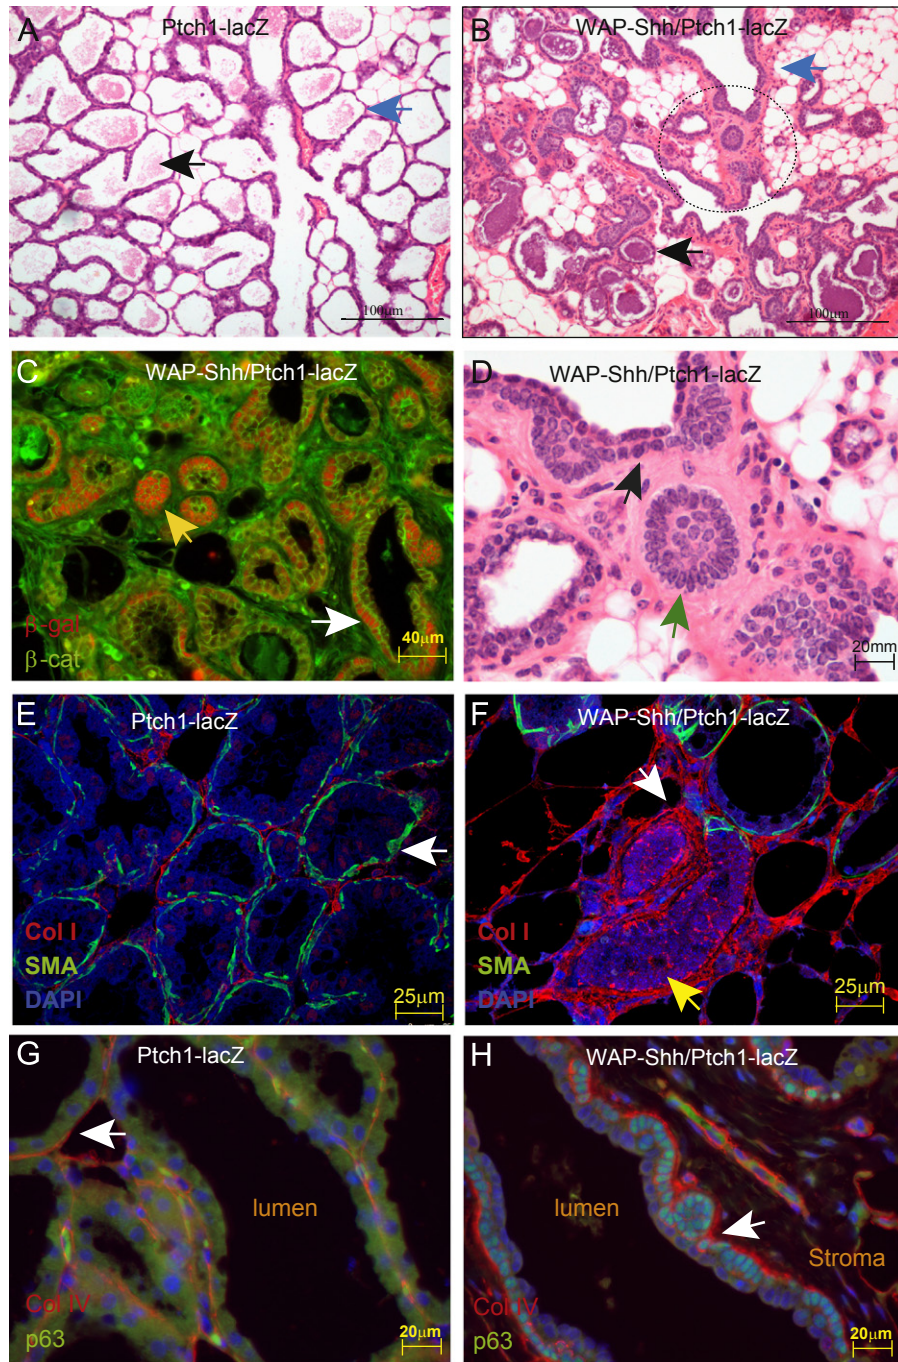 A
Ptch1-lacZ
100µm
B
WAP-Shh/Ptch1-lacZ
100µm
C
WAP-Shh/Ptch1-lacZ
β-gal
β-cat
40µm
D
WAP-Shh/Ptch1-lacZ
20mm
E
Ptch1-lacZ
Col I
SMA
DAPI
25µm
F
WAP-Shh/Ptch1-lacZ
Col I
SMA
DAPI
25µm
G
Ptch1-lacZ
lumen
Col IV
p63
20µm
H
WAP-Shh/Ptch1-lacZ
lumen
Stroma
Col IV
p63
20µm